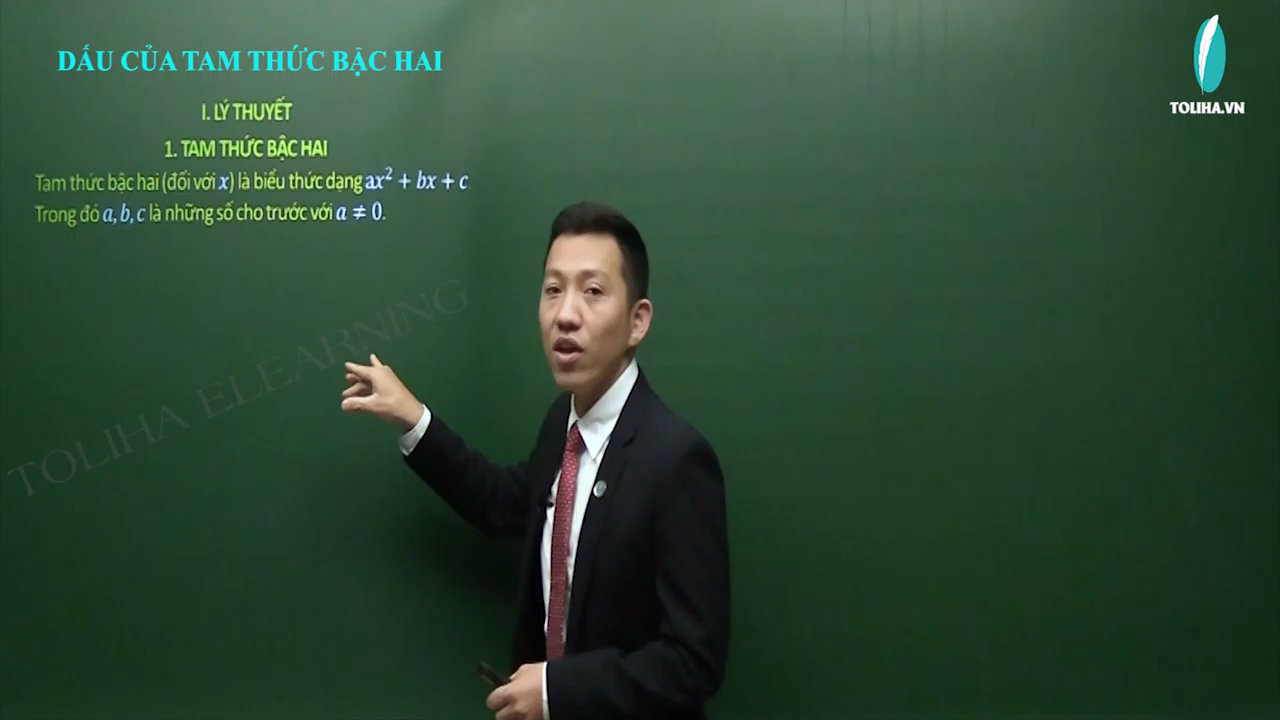 DẤU CỦA TAM THỨC BẬC HAI
TOLIHA.VN
I. LÝ THUYẾT
1. TAM THỨC BẬC HAI
Tam thức bậc hai (đối với x) là biểu thức dạng ax² + bx + c.
Trong đó a, b, c là những số cho trước với a ≠ 0.
TOLIHA ELEARNING